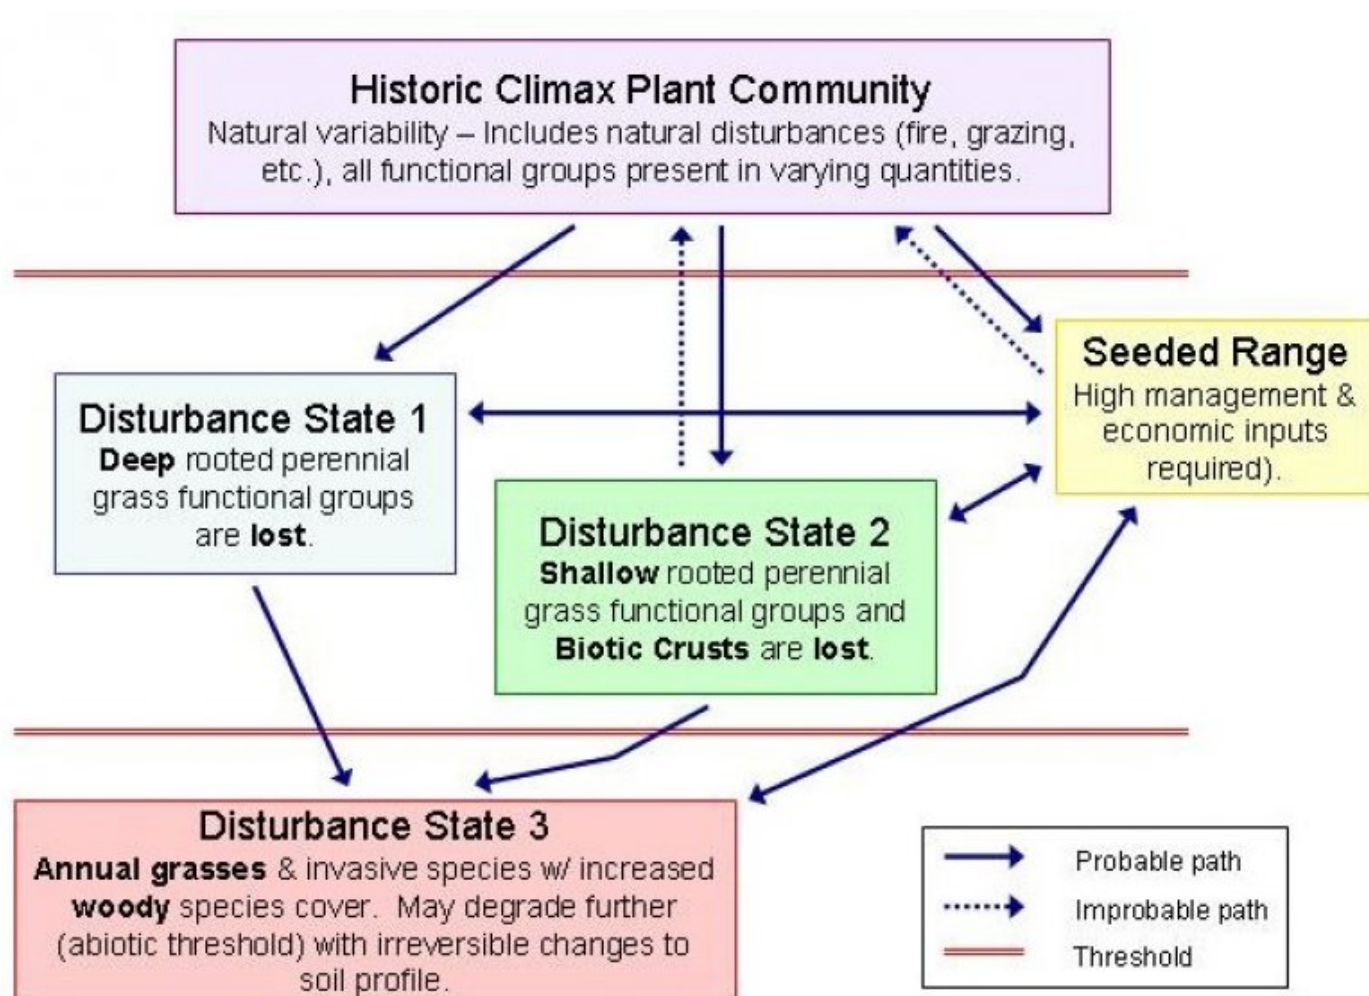 Historic Climax Plant Community
Natural variability – Includes natural disturbances (fire, grazing,
etc.), all functional groups present in varying quantities.
Seeded Range
High management &
economic inputs
required).
Disturbance State 1
Deep rooted perennial
grass functional groups
are lost.
Disturbance State 2
Shallow rooted perennial
grass functional groups and
Biotic Crusts are lost.
Disturbance State 3
Annual grasses & invasive species w/ increased
woody species cover. May degrade further
(abiotic threshold) with irreversible changes to
soil profile.
Probable path
Improbable path
Threshold